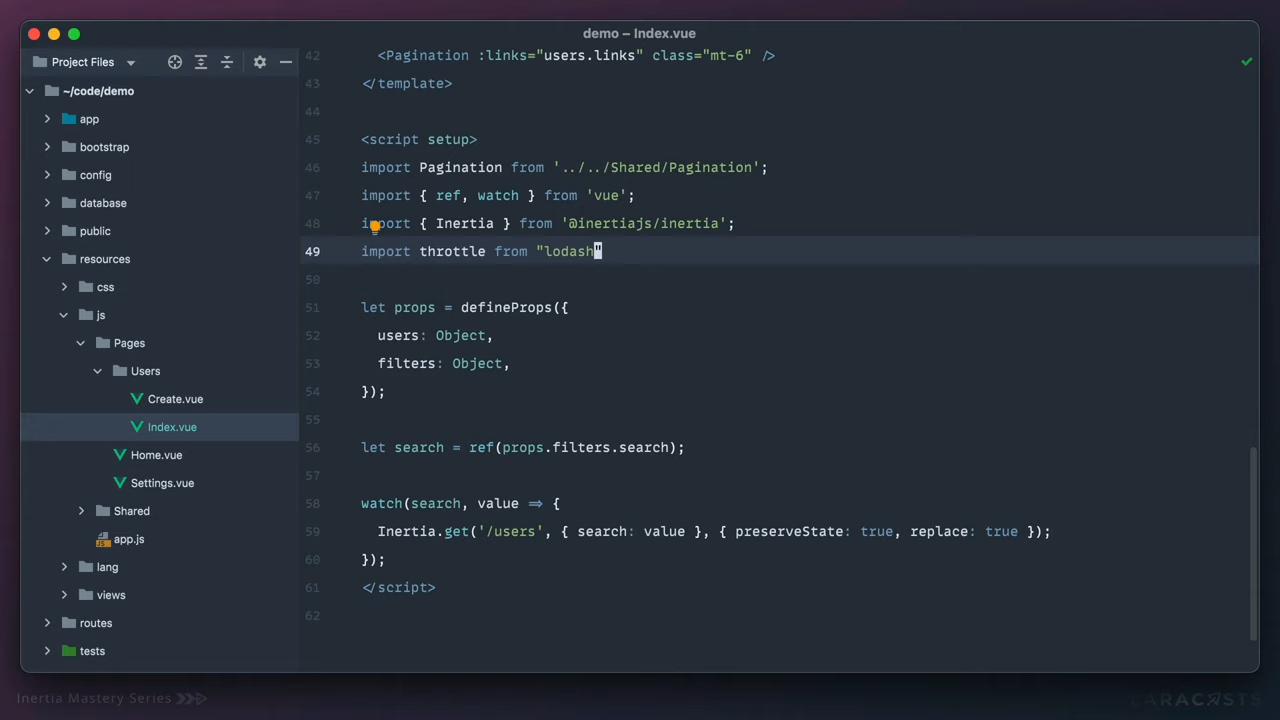 demo – Index.vue
Project Files
~/code/demo
app
bootstrap
config
database
public
resources
css
js
Pages
Users
Create.vue
Index.vue
Home.vue
Settings.vue
Shared
app.js
lang
views
routes
tests
42 <Pagination :links="users.links" class="mt-6" />
43 </template>
44
45 <script setup>
46 import Pagination from '../../Shared/Pagination';
47 import { ref, watch } from 'vue';
48 import { Inertia } from '@inertiajs/inertia';
49 import throttle from "lodash"
50
51 let props = defineProps({
52 users: Object,
53 filters: Object,
54 });
55
56 let search = ref(props.filters.search);
57
58 watch(search, value => {
59 Inertia.get('/users', { search: value }, { preserveState: true, replace: true });
60 });
61 </script>
62
Inertia Mastery Series
LARACASTS